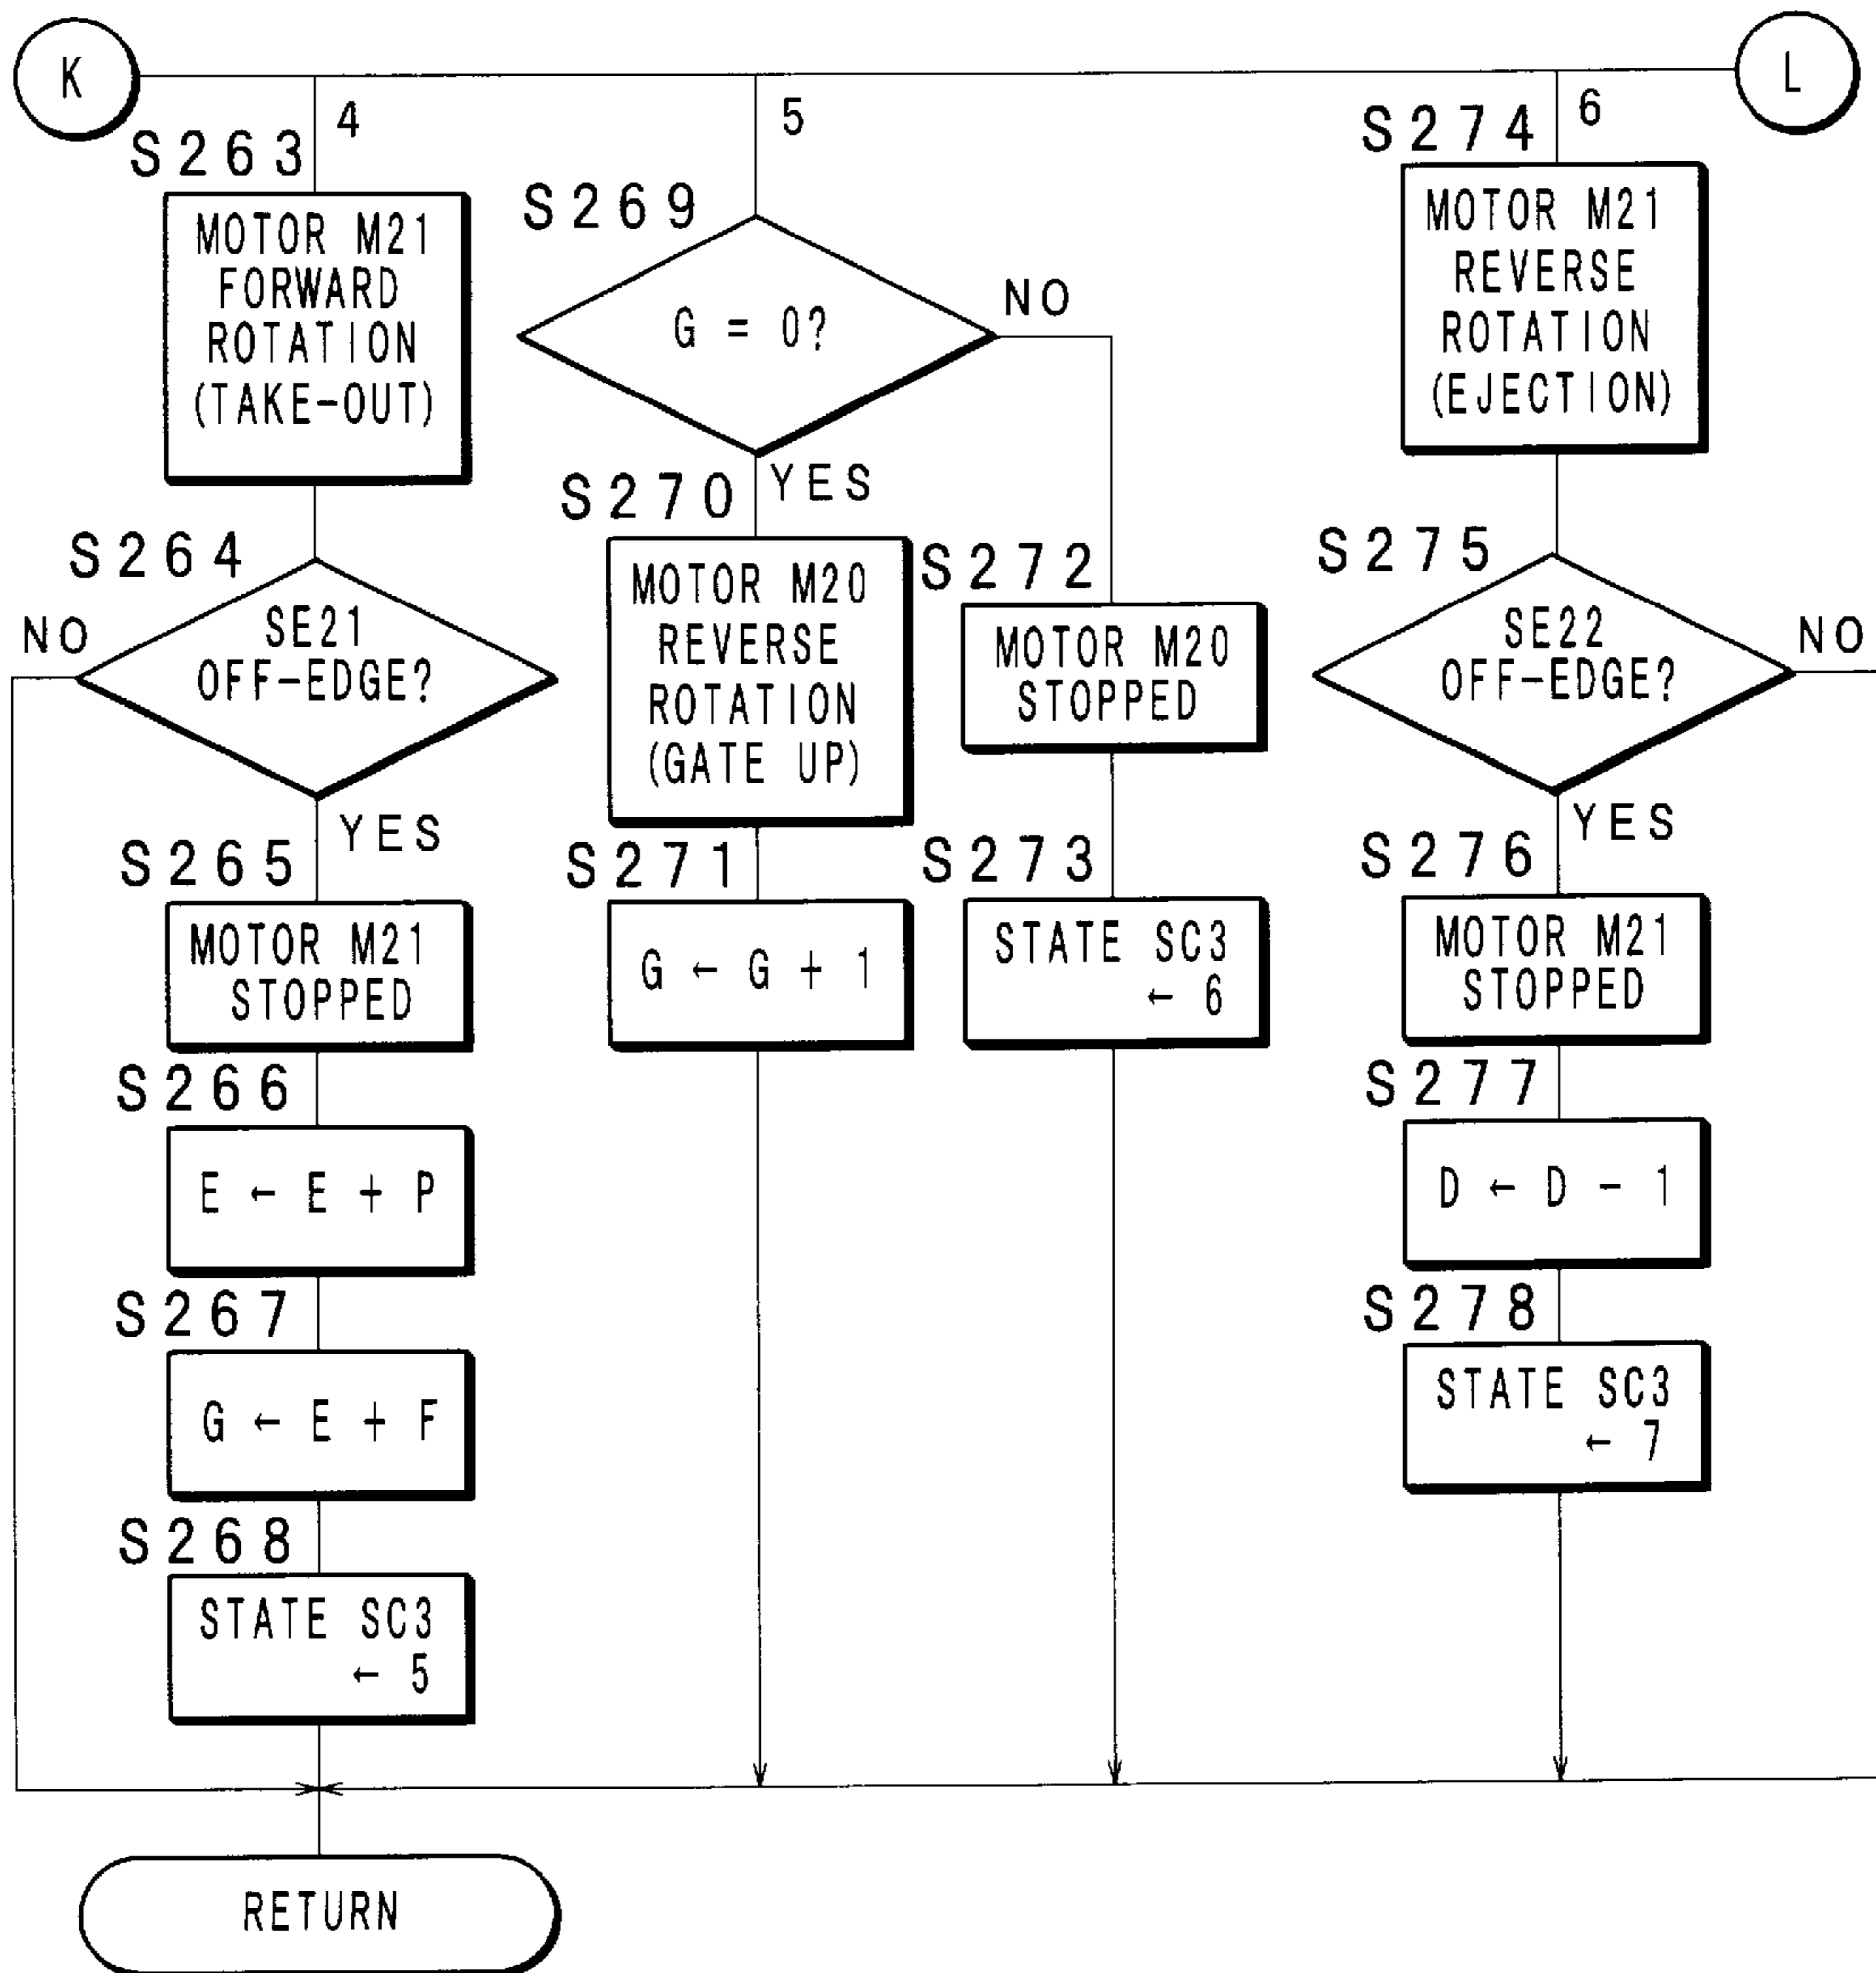 K
L
4
S263
MOTOR M21
FORWARD
ROTATION
(TAKE-OUT)
S264
SE21
OFF-EDGE?
NO
YES
S265
MOTOR M21
STOPPED
S266
E ← E + P
S267
G ← E + F
S268
STATE SC3
← 5
5
S269
G = 0?
NO
YES
S270
MOTOR M20
REVERSE
ROTATION
(GATE UP)
S271
G ← G + 1
S272
MOTOR M20
STOPPED
S273
STATE SC3
← 6
6
S274
MOTOR M21
REVERSE
ROTATION
(EJECTION)
S275
SE22
OFF-EDGE?
NO
YES
S276
MOTOR M21
STOPPED
S277
D ← D - 1
S278
STATE SC3
← 7
RETURN